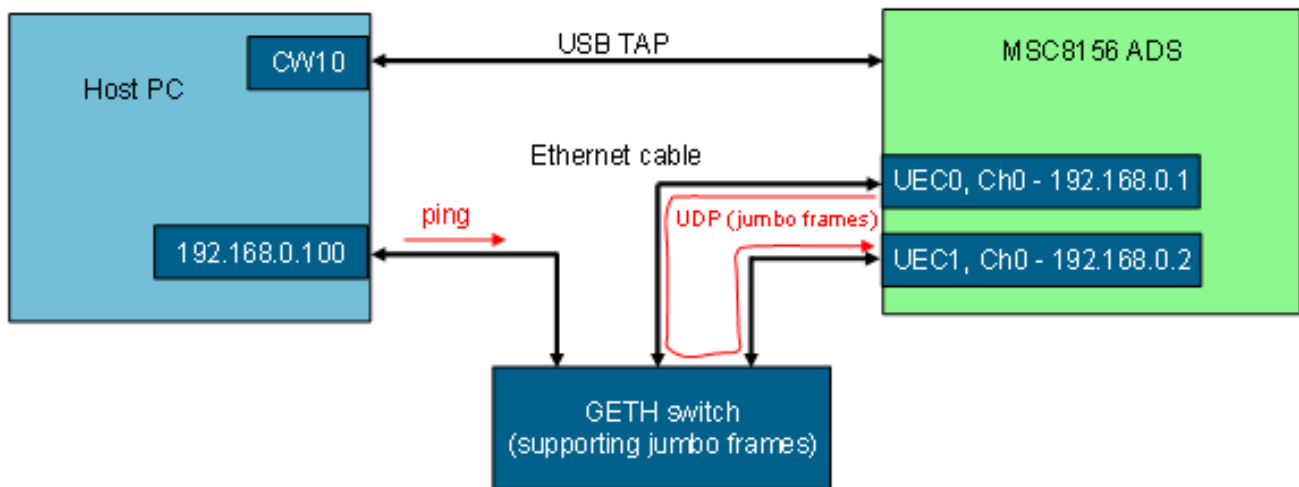 CW10
Host PC
USB TAP
MSC8156 ADS
Ethernet cable
UEC0, Ch0 - 192.168.0.1
ping
UDP (jumbo frames)
192.168.0.100
UEC1, Ch0 - 192.168.0.2
GETH switch
(supporting jumbo frames)